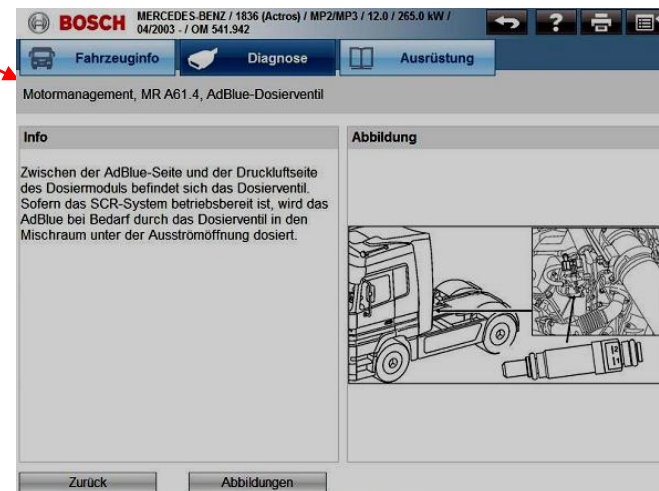 BOSCH
MERCEDES-BENZ / 1836 (Actros) / MP2/MP3 / 12.0 / 265.0 kW /
04/2003 - / OM 541.942
?
Fahrzeuginfo
Diagnose
Ausrüstung
Motormanagement, MR A61.4, AdBlue-Dosierventil
Info
Zwischen der AdBlue-Seite und der Druckluftseite
des Dosiermoduls befindet sich das Dosierventil.
Sofern das SCR-System betriebsbereit ist, wird das
AdBlue bei Bedarf durch das Dosierventil in den
Mischraum unter der Ausströmöffnung dosiert.
Abbildung
Zurück
Abbildungen